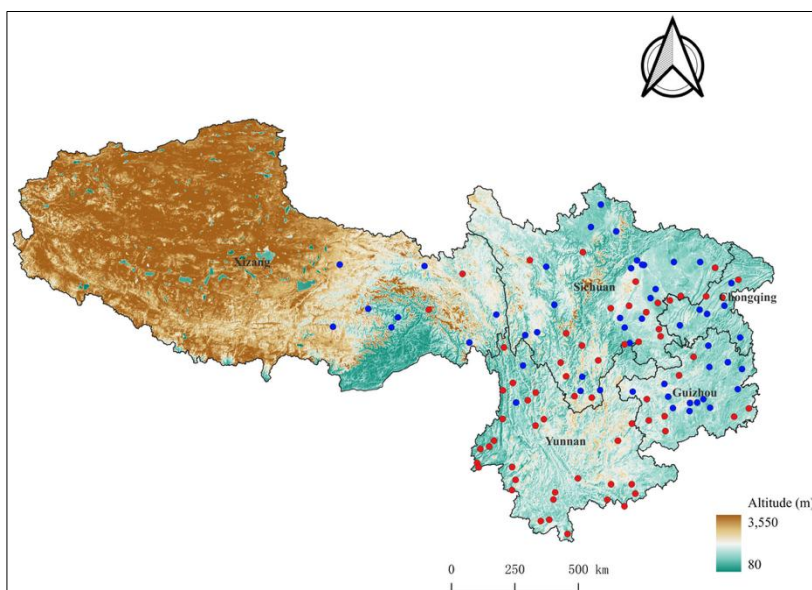 Xizang
Sichuan
Chongqing
Guizhou
Yunnan
Altitude (m)
3,550
80
0 250 500 km